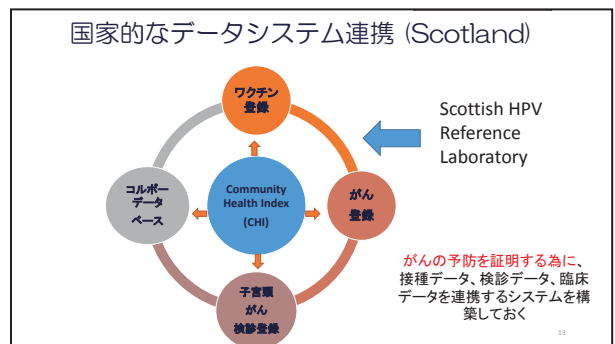 国家的なデータシステム連携 (Scotland)
ワクチン
登録
Scottish HPV
Reference
Laboratory
コルポー
データ
ベース
Community
Health Index
(CHI)
がん
登録
がんの予防を証明する為に、
接種データ、検診データ、臨床
データを連携するシステムを構
築しておく
子宮頸
がん
検診登録
13